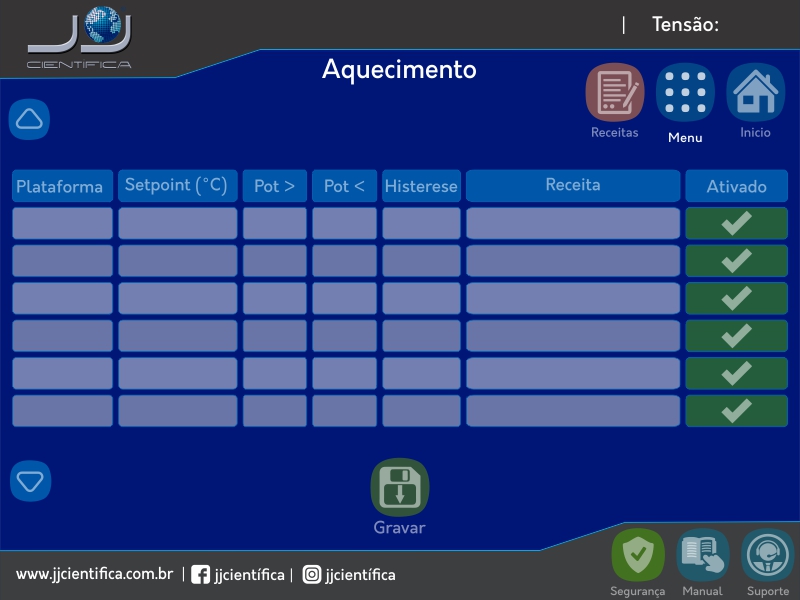 JJ
CIENTÍFICA
| Tensão:
Aquecimento
Receitas
Menu
Inicio
Plataforma Setpoint (°C) Pot > Pot < Histerese Receita Ativado
Gravar
www.jjcientifica.com.br | jjcientífica | jjcientífica
Segurança Manual Suporte